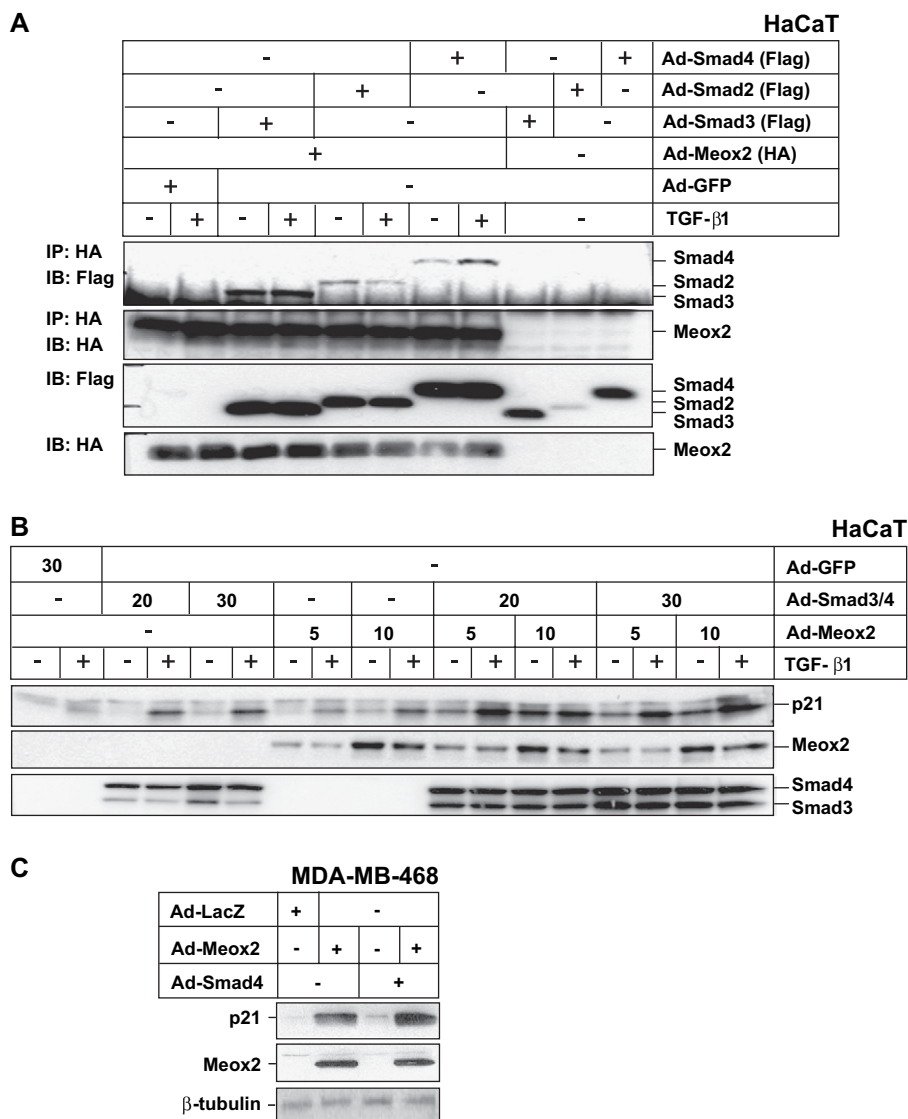 A
HaCaT
- + - + Ad-Smad4 (Flag)
- + - + - Ad-Smad2 (Flag)
- + - + - Ad-Smad3 (Flag)
+ - Ad-Meox2 (HA)
+ - Ad-GFP
- + - + - + - + - TGF-β1
IP: HA
IB: Flag
Smad4
Smad2
Smad3
IP: HA
IB: HA
Meox2
IB: Flag
Smad4
Smad2
Smad3
IB: HA
Meox2
B
HaCaT
30 - Ad-GFP
- 20 30 - - 20 30 Ad-Smad3/4
- 5 10 5 10 5 10 Ad-Meox2
- + - + - + - + - + - + - + - + - + TGF- β1
p21
Meox2
Smad4
Smad3
C
MDA-MB-468
Ad-LacZ + -
Ad-Meox2 - + - +
Ad-Smad4 - +
p21
Meox2
β-tubulin